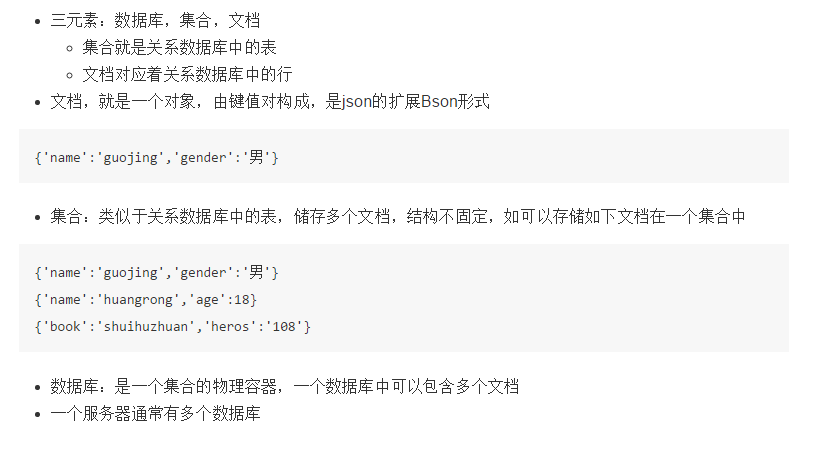 三元素：数据库，集合，文档
集合就是关系数据库中的表
文档对应着关系数据库中的行
文档，就是一个对象，由键值对构成，是json的扩展Bson形式
{'name':'guojing','gender':'男'}
集合：类似于关系数据库中的表，储存多个文档，结构不固定，如可以存储如下文档在一个集合中
{'name':'guojing','gender':'男'}
{'name':'huangrong','age':18}
{'book':'shuihuzhuan','heros':'108'}
数据库：是一个集合的物理容器，一个数据库中可以包含多个文档
一个服务器通常有多个数据库